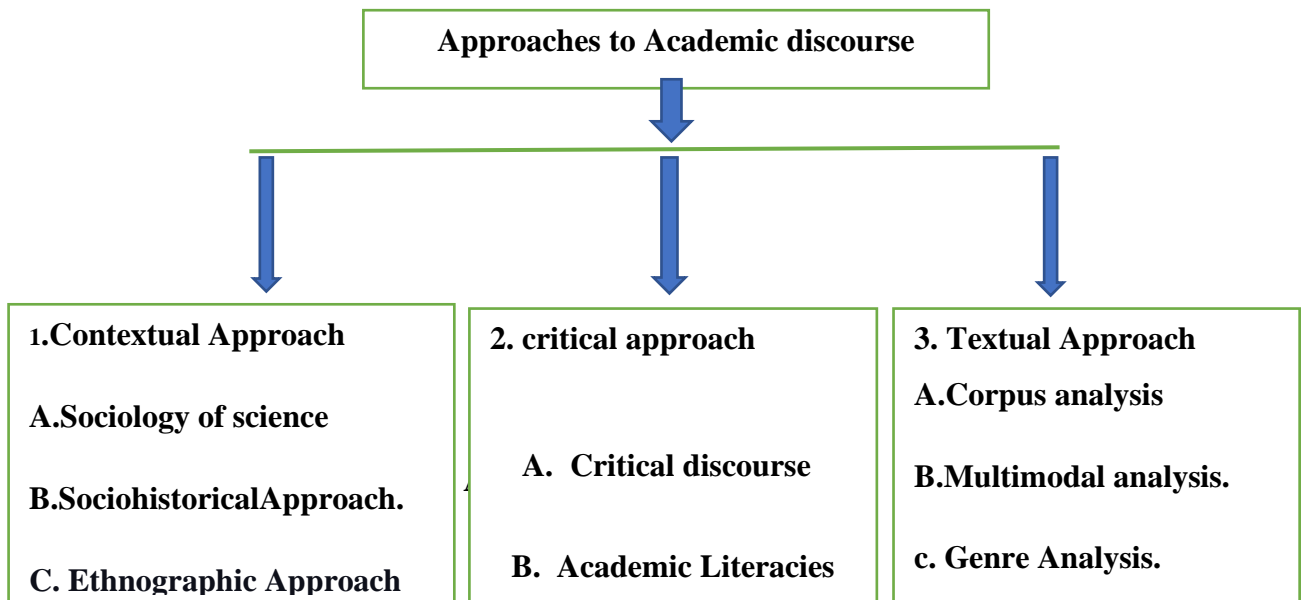 Approaches to Academic discourse
1.Contextual Approach
A.Sociology of science
B.SociohistoricalApproach.
C. Ethnographic Approach
2. critical approach
A. Critical discourse
B. Academic Literacies
3. Textual Approach
A.Corpus analysis
B.Multimodal analysis.
c. Genre Analysis.